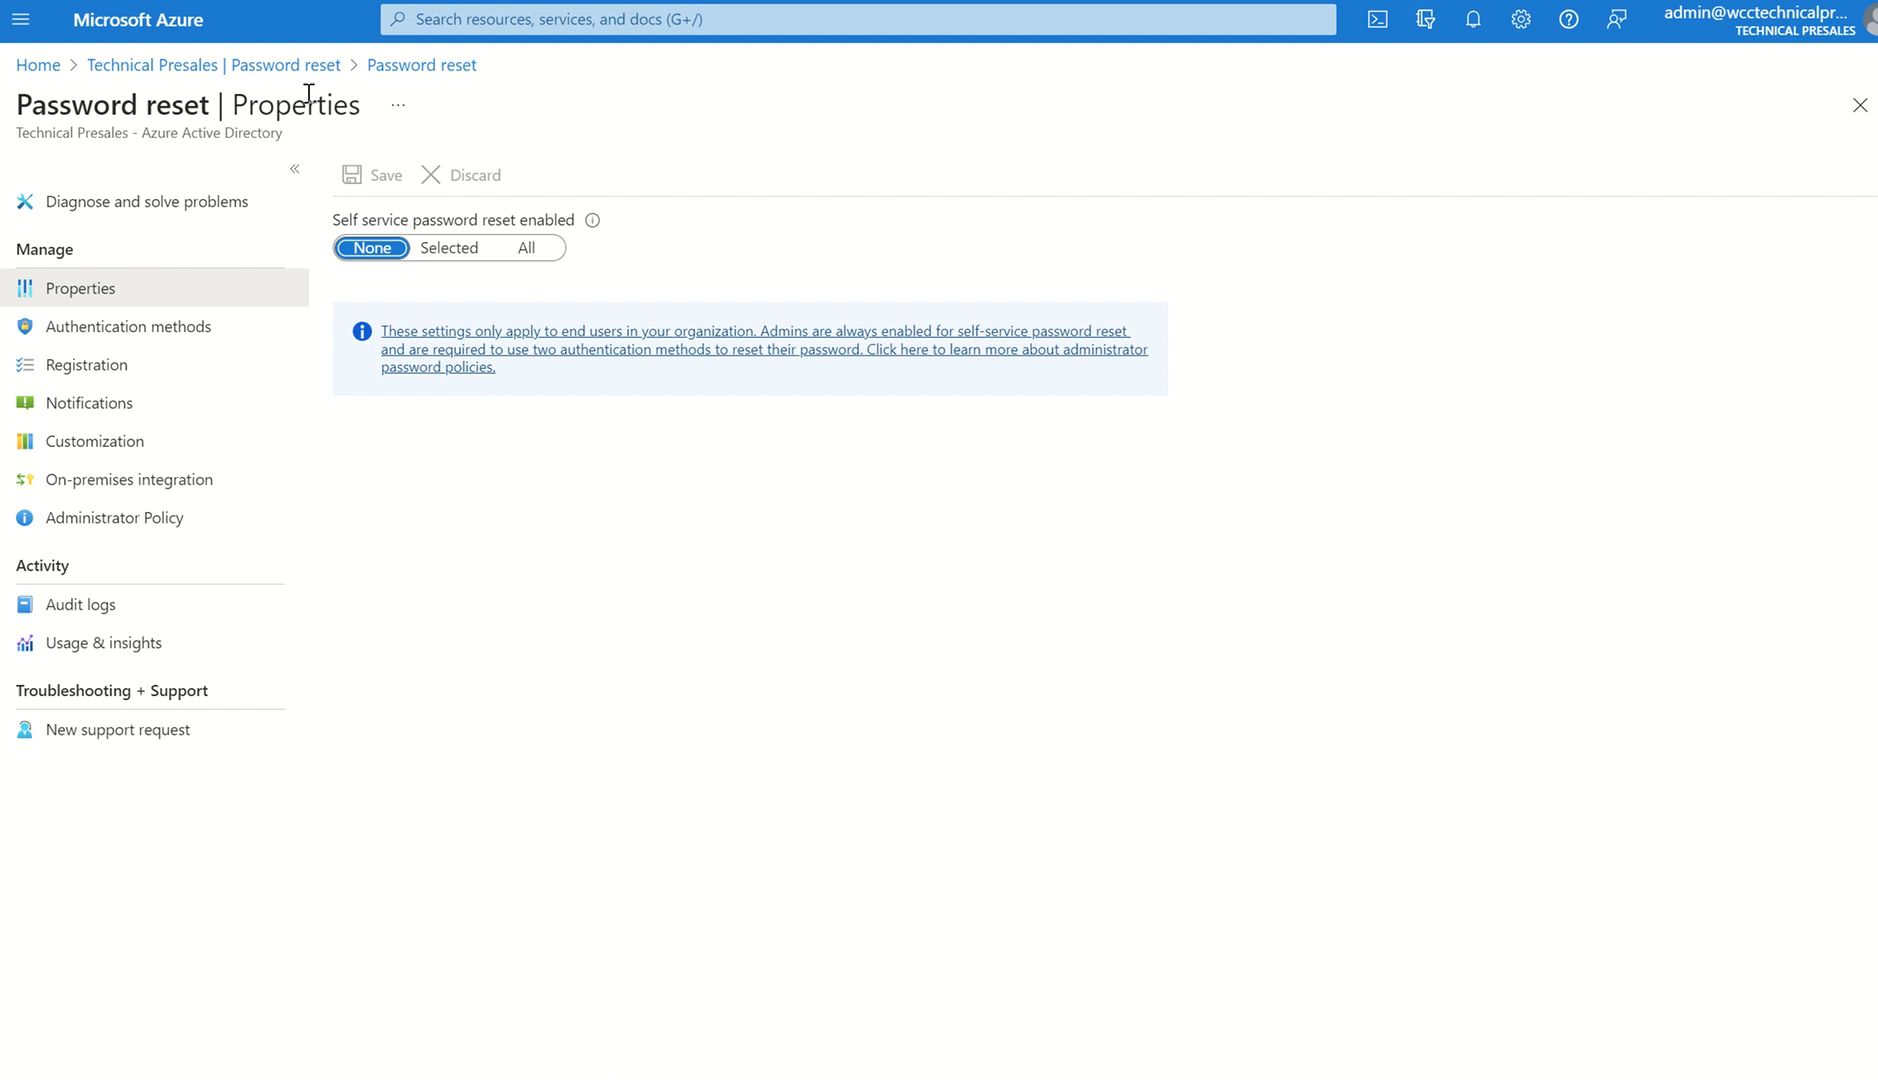 Microsoft Azure
Search resources, services, and docs (G+/)
admin@wcctechnicalpr...
TECHNICAL PRESALES
Home > Technical Presales | Password reset > Password reset
Password reset | Properties ...
Technical Presales - Azure Active Directory
«
Save Discard
Diagnose and solve problems
Self service password reset enabled
None Selected All
Manage
Properties
Authentication methods
Registration
Notifications
Customization
On-premises integration
Administrator Policy
These settings only apply to end users in your organization. Admins are always enabled for self-service password reset
and are required to use two authentication methods to reset their password. Click here to learn more about administrator
password policies.
Activity
Audit logs
Usage & insights
Troubleshooting + Support
New support request